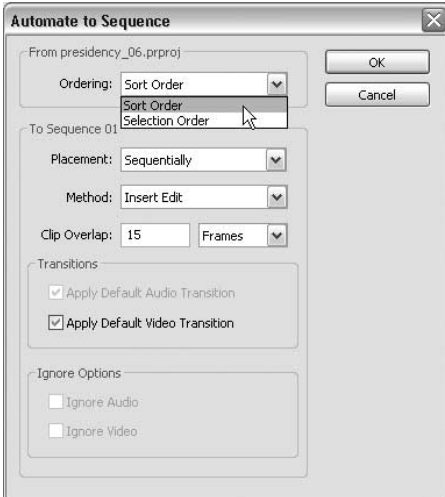 Automate to Sequence
From presidency_06.prproj
OK
Ordering: Sort Order
Cancel
Sort Order
Selection Order
To Sequence 01
Placement: Sequentially
Method: Insert Edit
Clip Overlap: 15 Frames
Transitions
Apply Default Audio Transition
Apply Default Video Transition
Ignore Options
Ignore Audio
Ignore Video